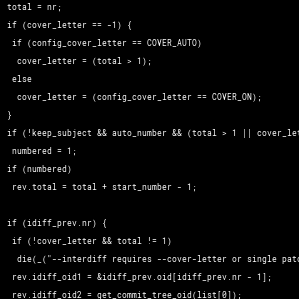 total = nr;
if (cover_letter == -1) {
if (config_cover_letter == COVER_AUTO)
cover_letter = (total > 1);
else
cover_letter = (config_cover_letter == COVER_ON);
}
if (!keep_subject && auto_number && (total > 1 || cover_let
numbered = 1;
if (numbered)
rev.total = total + start_number - 1;
if (idiff_prev.nr) {
if (!cover_letter && total != 1)
die(_("--interdiff requires --cover-letter or single patc
rev.idiff_oid1 = &idiff_prev.oid[idiff_prev.nr - 1];
rev.idiff_oid2 = get_commit_tree_oid(list[0]);